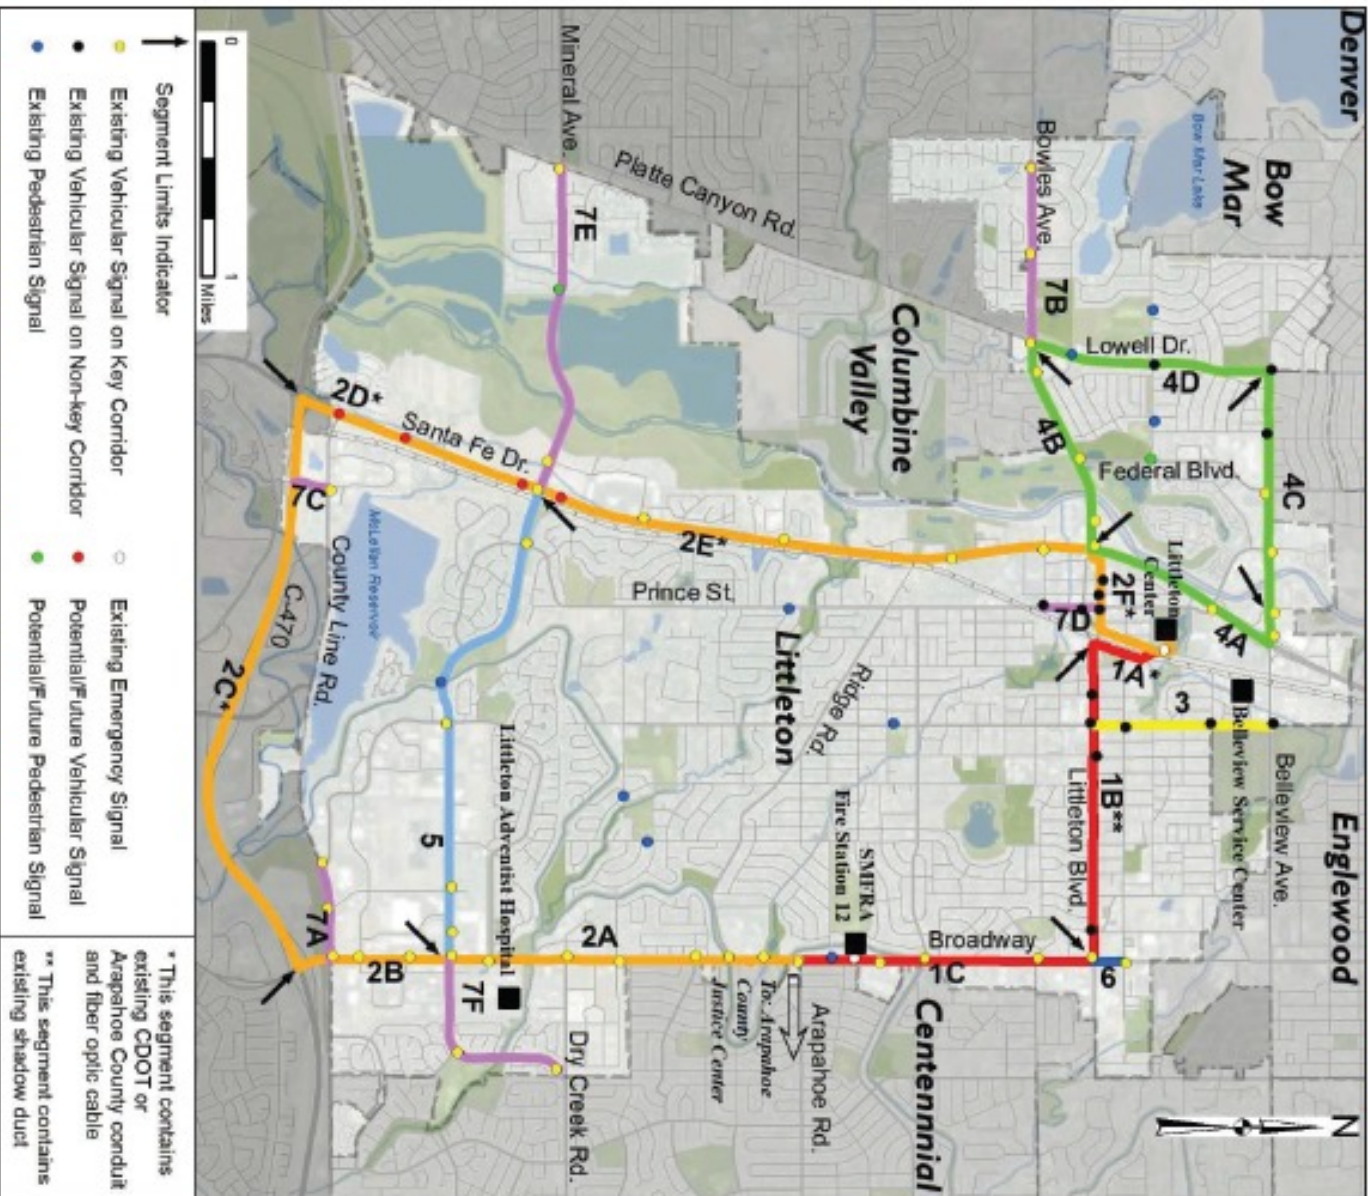 Denver
Bow
Mar
Bow Mar Lake
Englewood
Belleview Ave.
N
4C
4D
Lowell Dr.
Federal Blvd.
4B
4A
Littleton
Center
Belleview Service Center
3
Bowles Ave.
7B
2F*
7D
1A*
1B**
Littleton Blvd.
6
Columbine
Valley
Platte Canyon Rd.
Mineral Ave.
7E
2E*
Prince St.
Littleton
Ridge Rd.
SMFRA
Fire Station 12
Broadway
1C
Centennnial
Arapahoe Rd.
To: Arapahoe
County
Justice Center
2A
Dry Creek Rd.
Littleton Adventist Hospital
7F
5
2B
7A
2D*
Santa Fe Dr.
7C
McLellan Reservoir
County Line Rd.
C-470
2C*
0
1
Miles
Segment Limits Indicator
Existing Vehicular Signal on Key Corridor
Existing Vehicular Signal on Non-key Corridor
Existing Pedestrian Signal
Existing Emergency Signal
Potential/Future Vehicular Signal
Potential/Future Pedestrian Signal
* This segment contains
existing CDOT or
Arapahoe County conduit
and fiber optic cable
** This segment contains
existing shadow duct